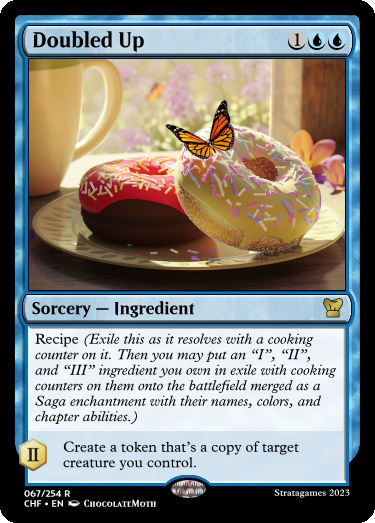 Doubled Up 1
Sorcery — Ingredient
Recipe (Exile this as it resolves with a cooking
counter on it. Then you may put an “I”, “II”,
and “III” ingredient you own in exile with cooking
counters on them onto the battlefield merged as a
Saga enchantment with their names, colors, and
chapter abilities.)
II Create a token that’s a copy of target
creature you control.
067/254 R
Stratagames 2023
CHF • EN ChocolateMoth